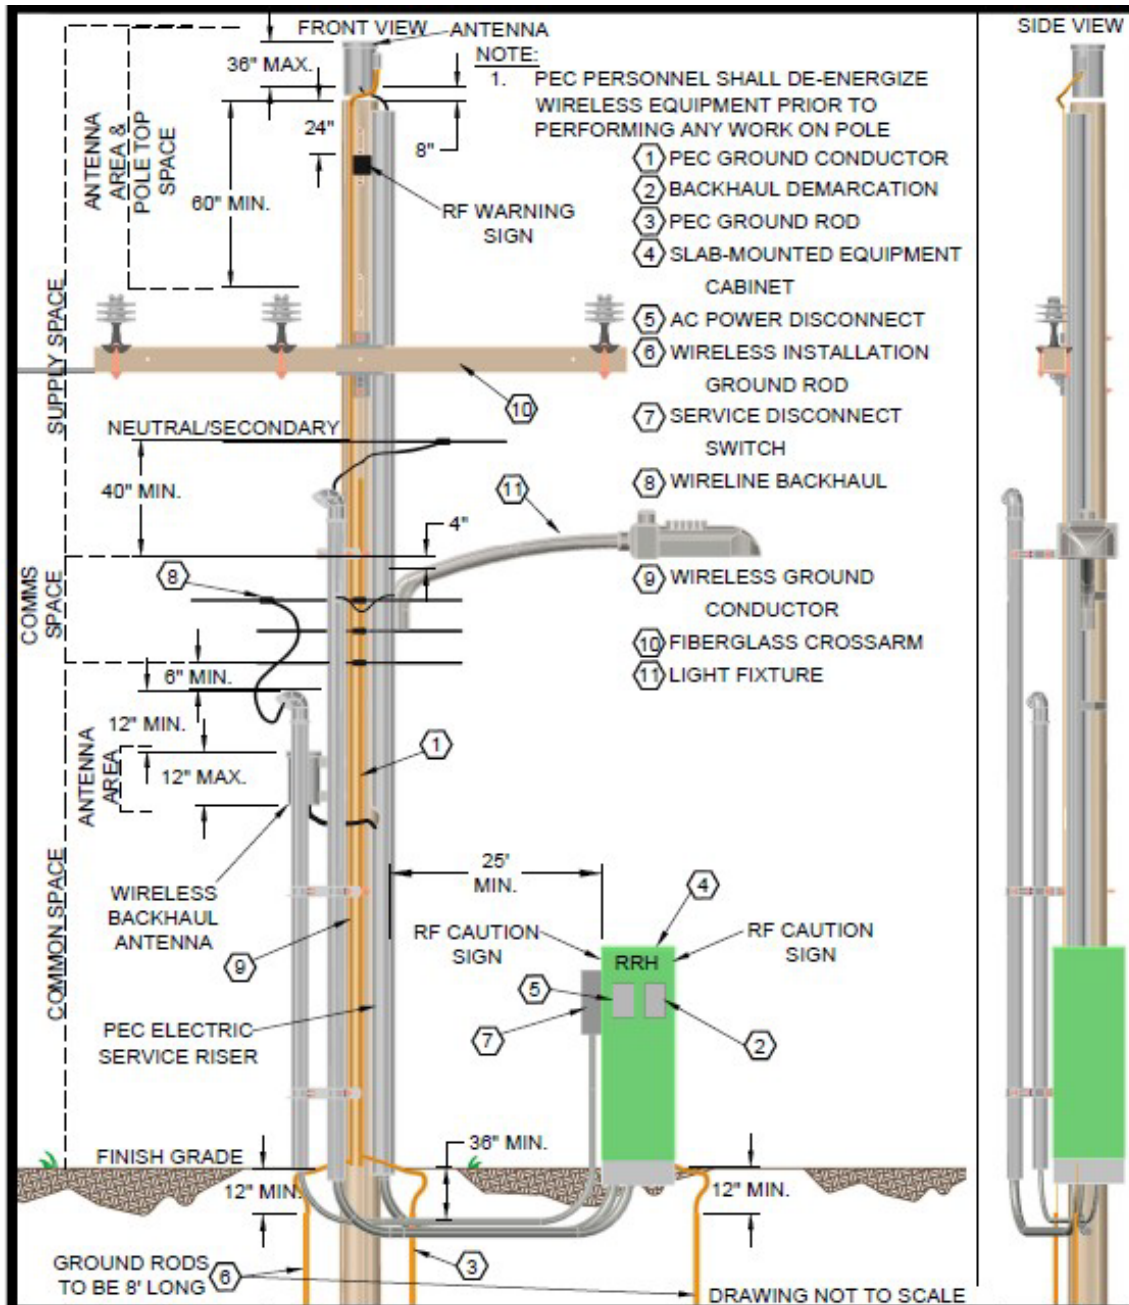 FRONT VIEW
ANTENNA
SIDE VIEW
NOTE:
1. PEC PERSONNEL SHALL DE-ENERGIZE
WIRELESS EQUIPMENT PRIOR TO
PERFORMING ANY WORK ON POLE
36" MAX.
24"
8"
60" MIN.
ANTENNA
AREA &
POLE TOP
SPACE
RF WARNING
SIGN
1 PEC GROUND CONDUCTOR
2 BACKHAUL DEMARCATION
3 PEC GROUND ROD
4 SLAB-MOUNTED EQUIPMENT
CABINET
5 AC POWER DISCONNECT
6 WIRELESS INSTALLATION
GROUND ROD
7 SERVICE DISCONNECT
SWITCH
8 WIRELINE BACKHAUL
9 WIRELESS GROUND
CONDUCTOR
10 FIBERGLASS CROSSARM
11 LIGHT FIXTURE
SUPPLY SPACE
10
NEUTRAL/SECONDARY
40" MIN.
11
4"
8
COMMS
SPACE
6" MIN.
12" MIN.
12" MAX.
ANTENNA
AREA
1
25'
MIN.
4
WIRELESS
BACKHAUL
ANTENNA
RF CAUTION
SIGN
RF CAUTION
SIGN
RRH
9
5
7
2
COMMON SPACE
PEC ELECTRIC
SERVICE RISER
36" MIN.
FINISH GRADE
12" MIN.
12" MIN.
GROUND RODS
TO BE 8' LONG
6
3
DRAWING NOT TO SCALE